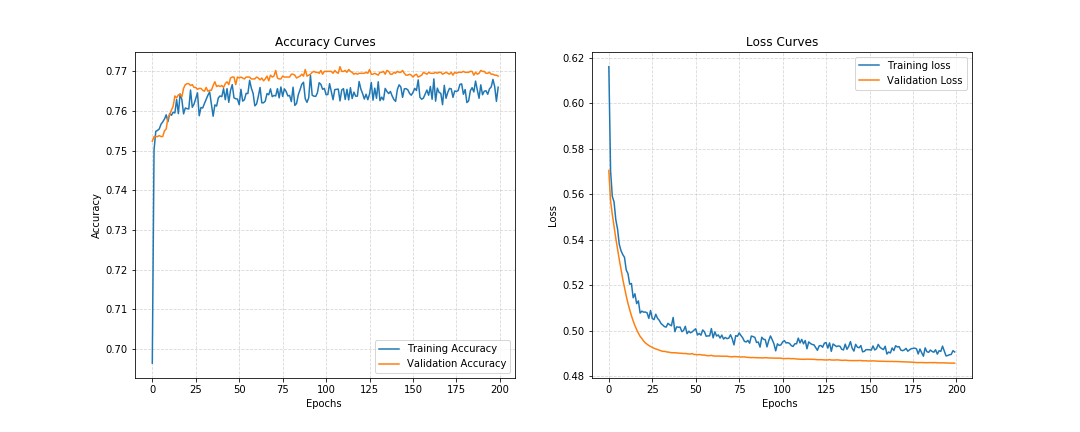 Accuracy Curves
0.77
0.76
0.75
0.74
0.73
0.72
0.71
0.70
Accuracy
0 25 50 75 100 125 150 175 200
Epochs
Training Accuracy
Validation Accuracy
Loss Curves
0.62
0.60
0.58
0.56
0.54
0.52
0.50
0.48
Loss
0 25 50 75 100 125 150 175 200
Epochs
Training loss
Validation Loss